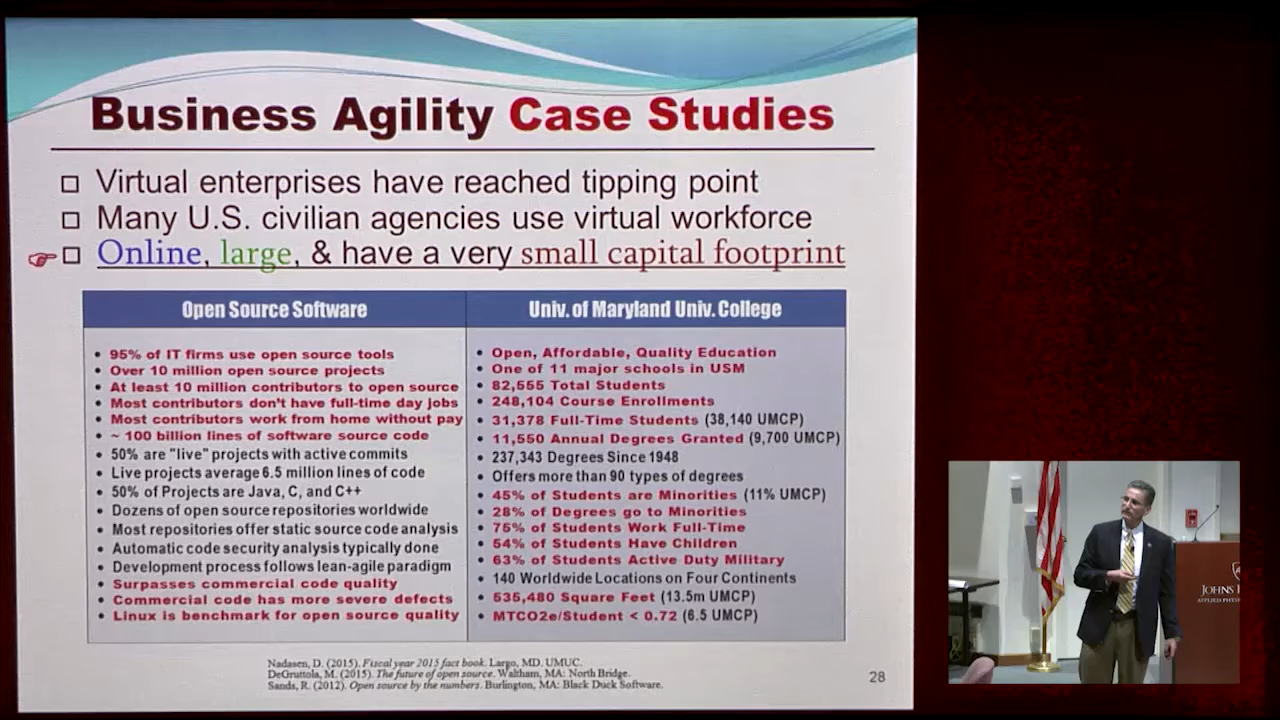 Business Agility Case Studies
Virtual enterprises have reached tipping point
Many U.S. civilian agencies use virtual workforce
Online, large, & have a very small capital footprint
Open Source Software
95% of IT firms use open source tools
Over 10 million open source projects
At least 10 million contributors to open source
Most contributors don't have full-time day jobs
Most contributors work from home without pay
~ 100 billion lines of software source code
50% are "live" projects with active commits
Live projects average 6.5 million lines of code
50% of Projects are Java, C, and C++
Dozens of open source repositories worldwide
Most repositories offer static source code analysis
Automatic code security analysis typically done
Development process follows lean-agile paradigm
Surpasses commercial code quality
Commercial code has more severe defects
Linux is benchmark for open source quality
Univ. of Maryland Univ. College
Open, Affordable, Quality Education
One of 11 major schools in USM
82,555 Total Students
248,104 Course Enrollments
31,378 Full-Time Students (38,140 UMCP)
11,550 Annual Degrees Granted (9,700 UMCP)
237,343 Degrees Since 1948
Offers more than 90 types of degrees
45% of Students are Minorities (11% UMCP)
28% of Degrees go to Minorities
75% of Students Work Full-Time
54% of Students Have Children
63% of Students Active Duty Military
140 Worldwide Locations on Four Continents
535,480 Square Feet (13.5m UMCP)
MTCO2e/Student < 0.72 (6.5 UMCP)
Nadasen, D. (2015). Fiscal year 2015 fact book. Largo, MD. UMUC.
DeGruttola, M. (2015). The future of open source. Waltham, MA: North Bridge.
Sands, R. (2012). Open source by the numbers. Burlington, MA: Black Duck Software.
28
JOHNS